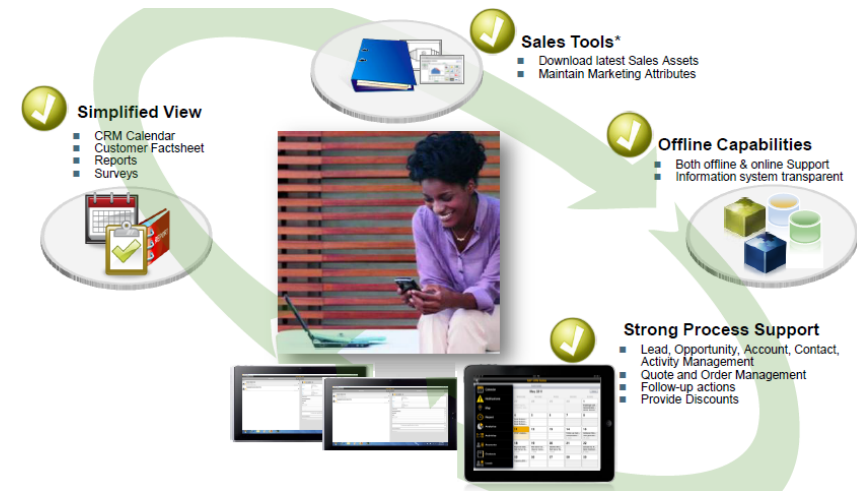 Sales Tools*
Download latest Sales Assets
Maintain Marketing Attributes
Simplified View
CRM Calendar
Customer Factsheet
Reports
Surveys
REPORT
Offline Capabilities
Both offline & online Support
Information system transparent
Strong Process Support
Lead, Opportunity, Account, Contact,
Activity Management
Quote and Order Management
Follow-up actions
Provide Discounts